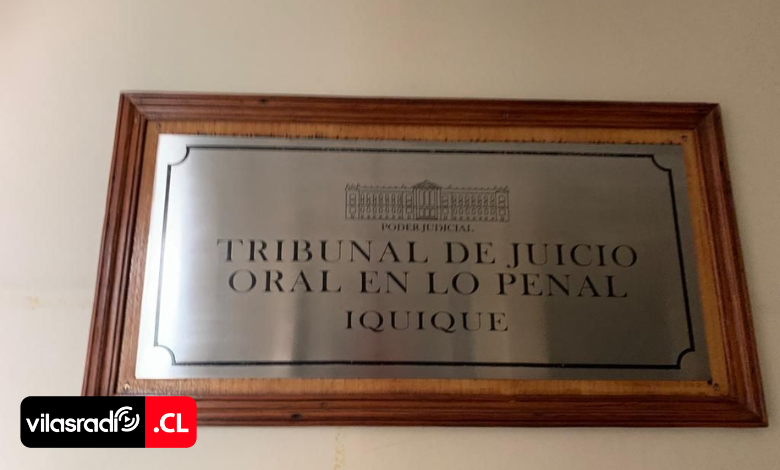 PODER JUDICIAL
TRIBUNAL DE JUICIO
ORAL EN LO PENAL
IQUIQUE
vilasradio .CL